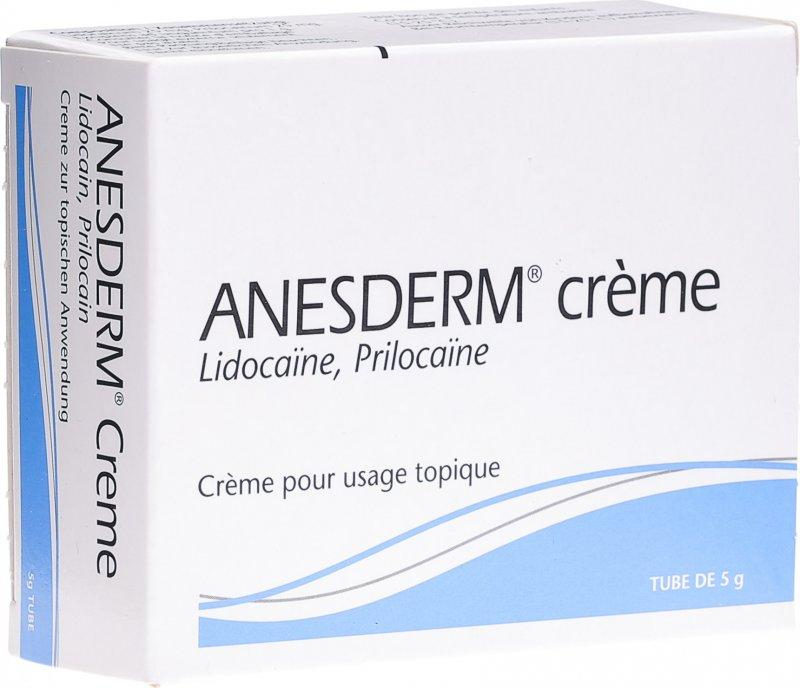 ANESDERM® crème
Lidocaïne, Prilocaïne
Crème pour usage topique
TUBE DE 5 g
ANESDERM® Creme
Lidocain, Prilocain
Creme zur topischen Anwendung
5g TUBE